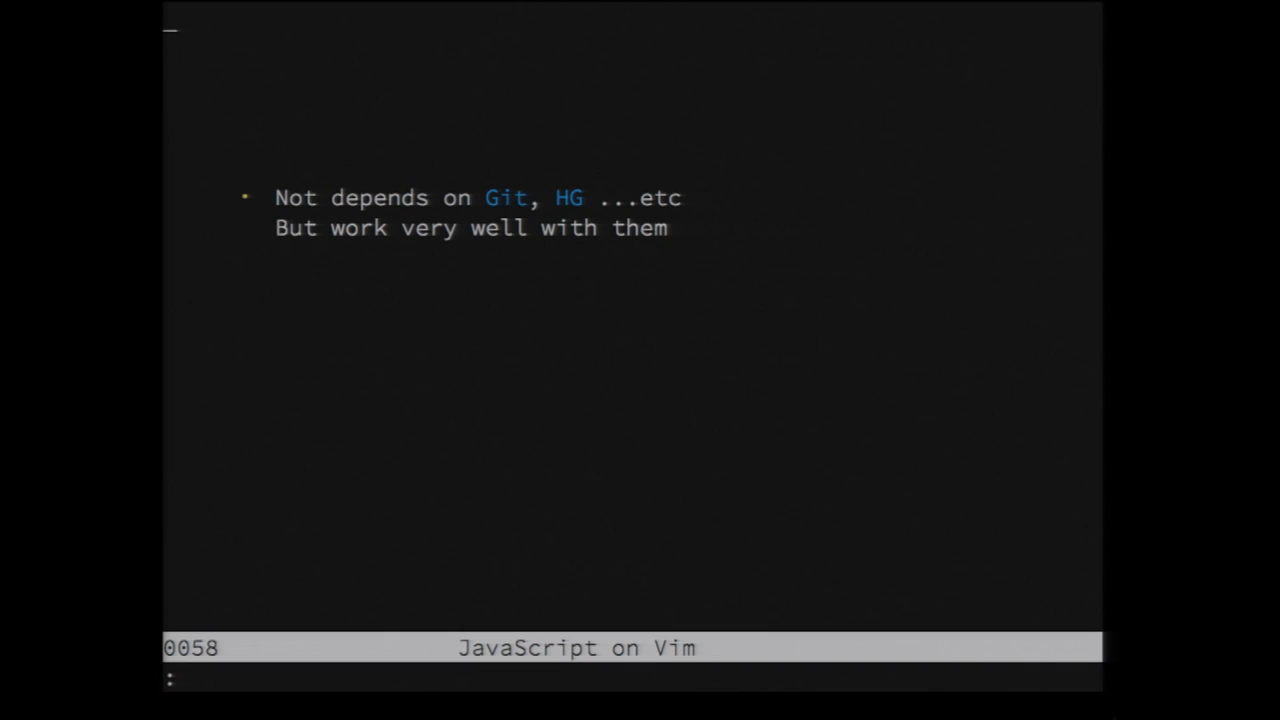 • Not depends on Git, HG ...etc
But work very well with them
0058 JavaScript on Vim
: